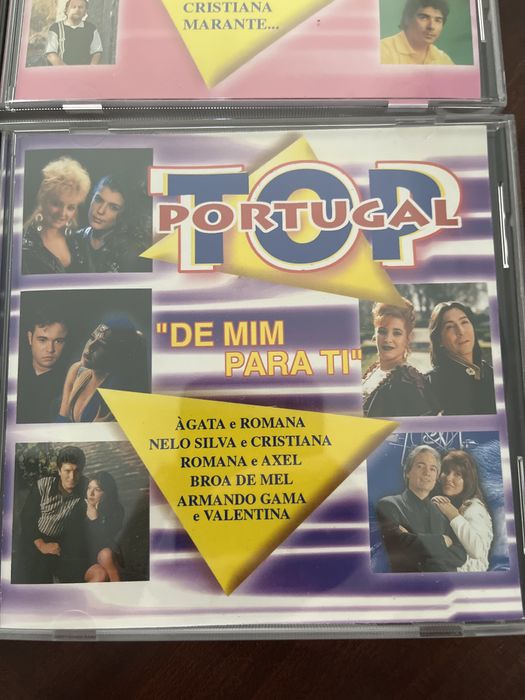 CRISTIANA
MARANTE...
TOP
PORTUGAL
"DE MIM
PARA TI"
ÀGATA e ROMANA
NELO SILVA e CRISTIANA
ROMANA e AXEL
BROA DE MEL
ARMANDO GAMA
e VALENTINA